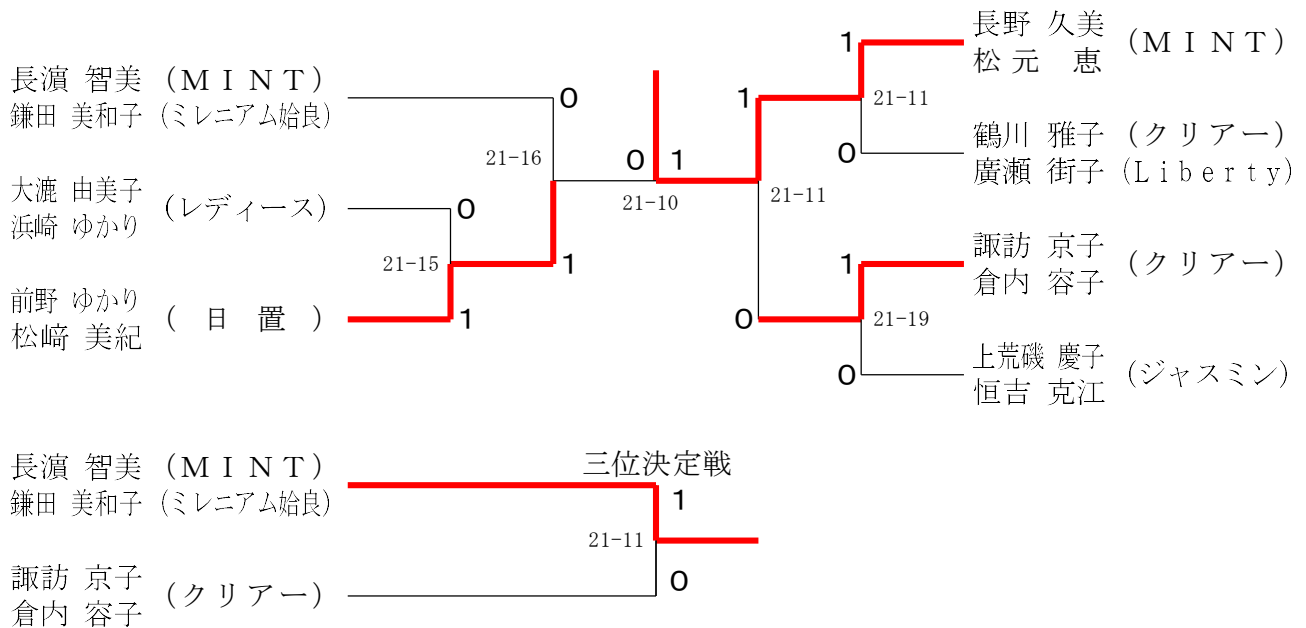 長濵 智美 (ＭＩＮＴ)
鎌田 美和子 (ミレニアム姶良)
大漉 由美子
浜崎 ゆかり
(レディース)
前野 ゆかり
松﨑 美紀
( 日 置 )
0
21-16
0
21-15
1
1
0
1
21-10
1
21-11
0
長野 久美
松元 恵
(ＭＩＮＴ)
1
21-11
0
鶴川 雅子 (クリアー)
廣瀬 街子 (Liberty)
諏訪 京子
倉内 容子
(クリアー)
1
21-19
0
上荒磯 慶子
恒吉 克江
(ジャスミン)
三位決定戦
長濵 智美 (ＭＩＮＴ)
鎌田 美和子 (ミレニアム姶良)
1
21-11
0
諏訪 京子
倉内 容子
(クリアー)